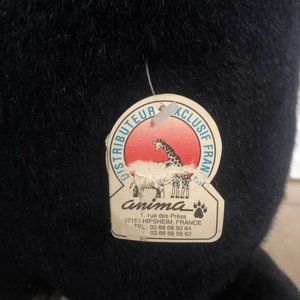 DISTRIBUTEUR EXCLUSIF FRAN
anima
1, rue des Prés
67150 HIPSHEIM, FRANCE
TEL. 03 88 68 50 64
03 88 68 58 62